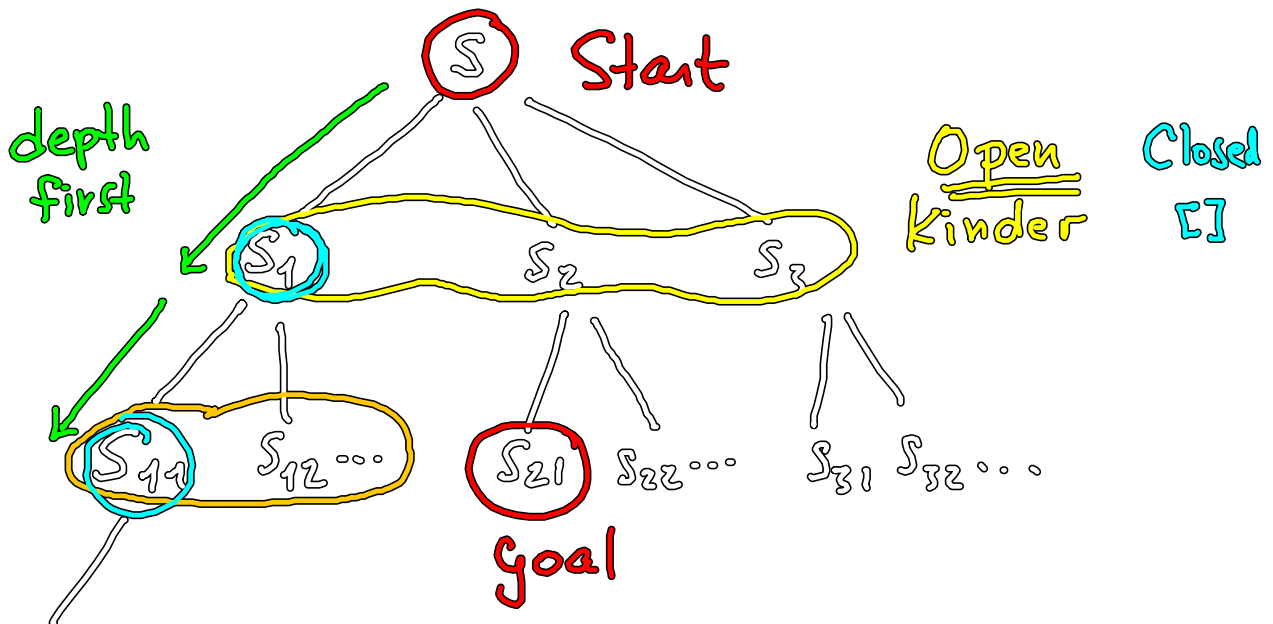 S Start
depth
first
Open Closed
Kinder []
S1 S2 S3
S11 S12 ... S21 S22 ... S31 S32 ...
goal